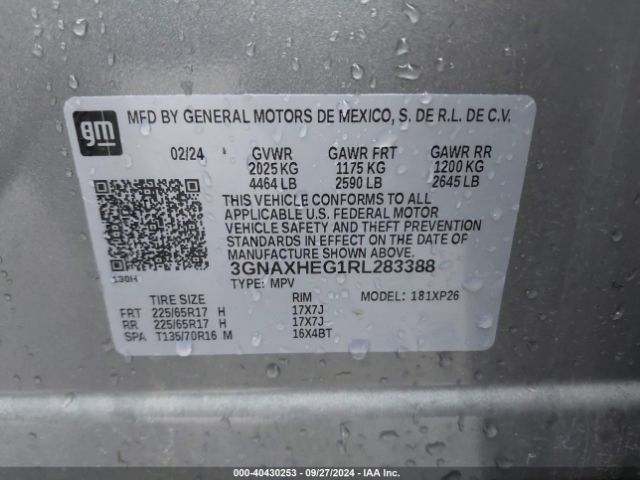 gm
MFD BY GENERAL MOTORS DE MEXICO, S. DE R.L. DE C.V.
02/24 GVWR GAWR FRT GAWR RR
2025 KG 1175 KG 1200 KG
4464 LB 2590 LB 2645 LB
THIS VEHICLE CONFORMS TO ALL
APPLICABLE U.S. FEDERAL MOTOR
VEHICLE SAFETY AND THEFT PREVENTION
STANDARDS IN EFFECT ON THE DATE OF
MANUFACTURE SHOWN ABOVE.
3GNAXHEG1RL283388
130H
TYPE: MPV MODEL: 181XP26
TIRE SIZE RIM
FRT 225/65R17 H 17X7J
RR 225/65R17 H 17X7J
SPA T135/70R16 M 16X4BT
000-40430253 - 09/27/2024 - IAA Inc.